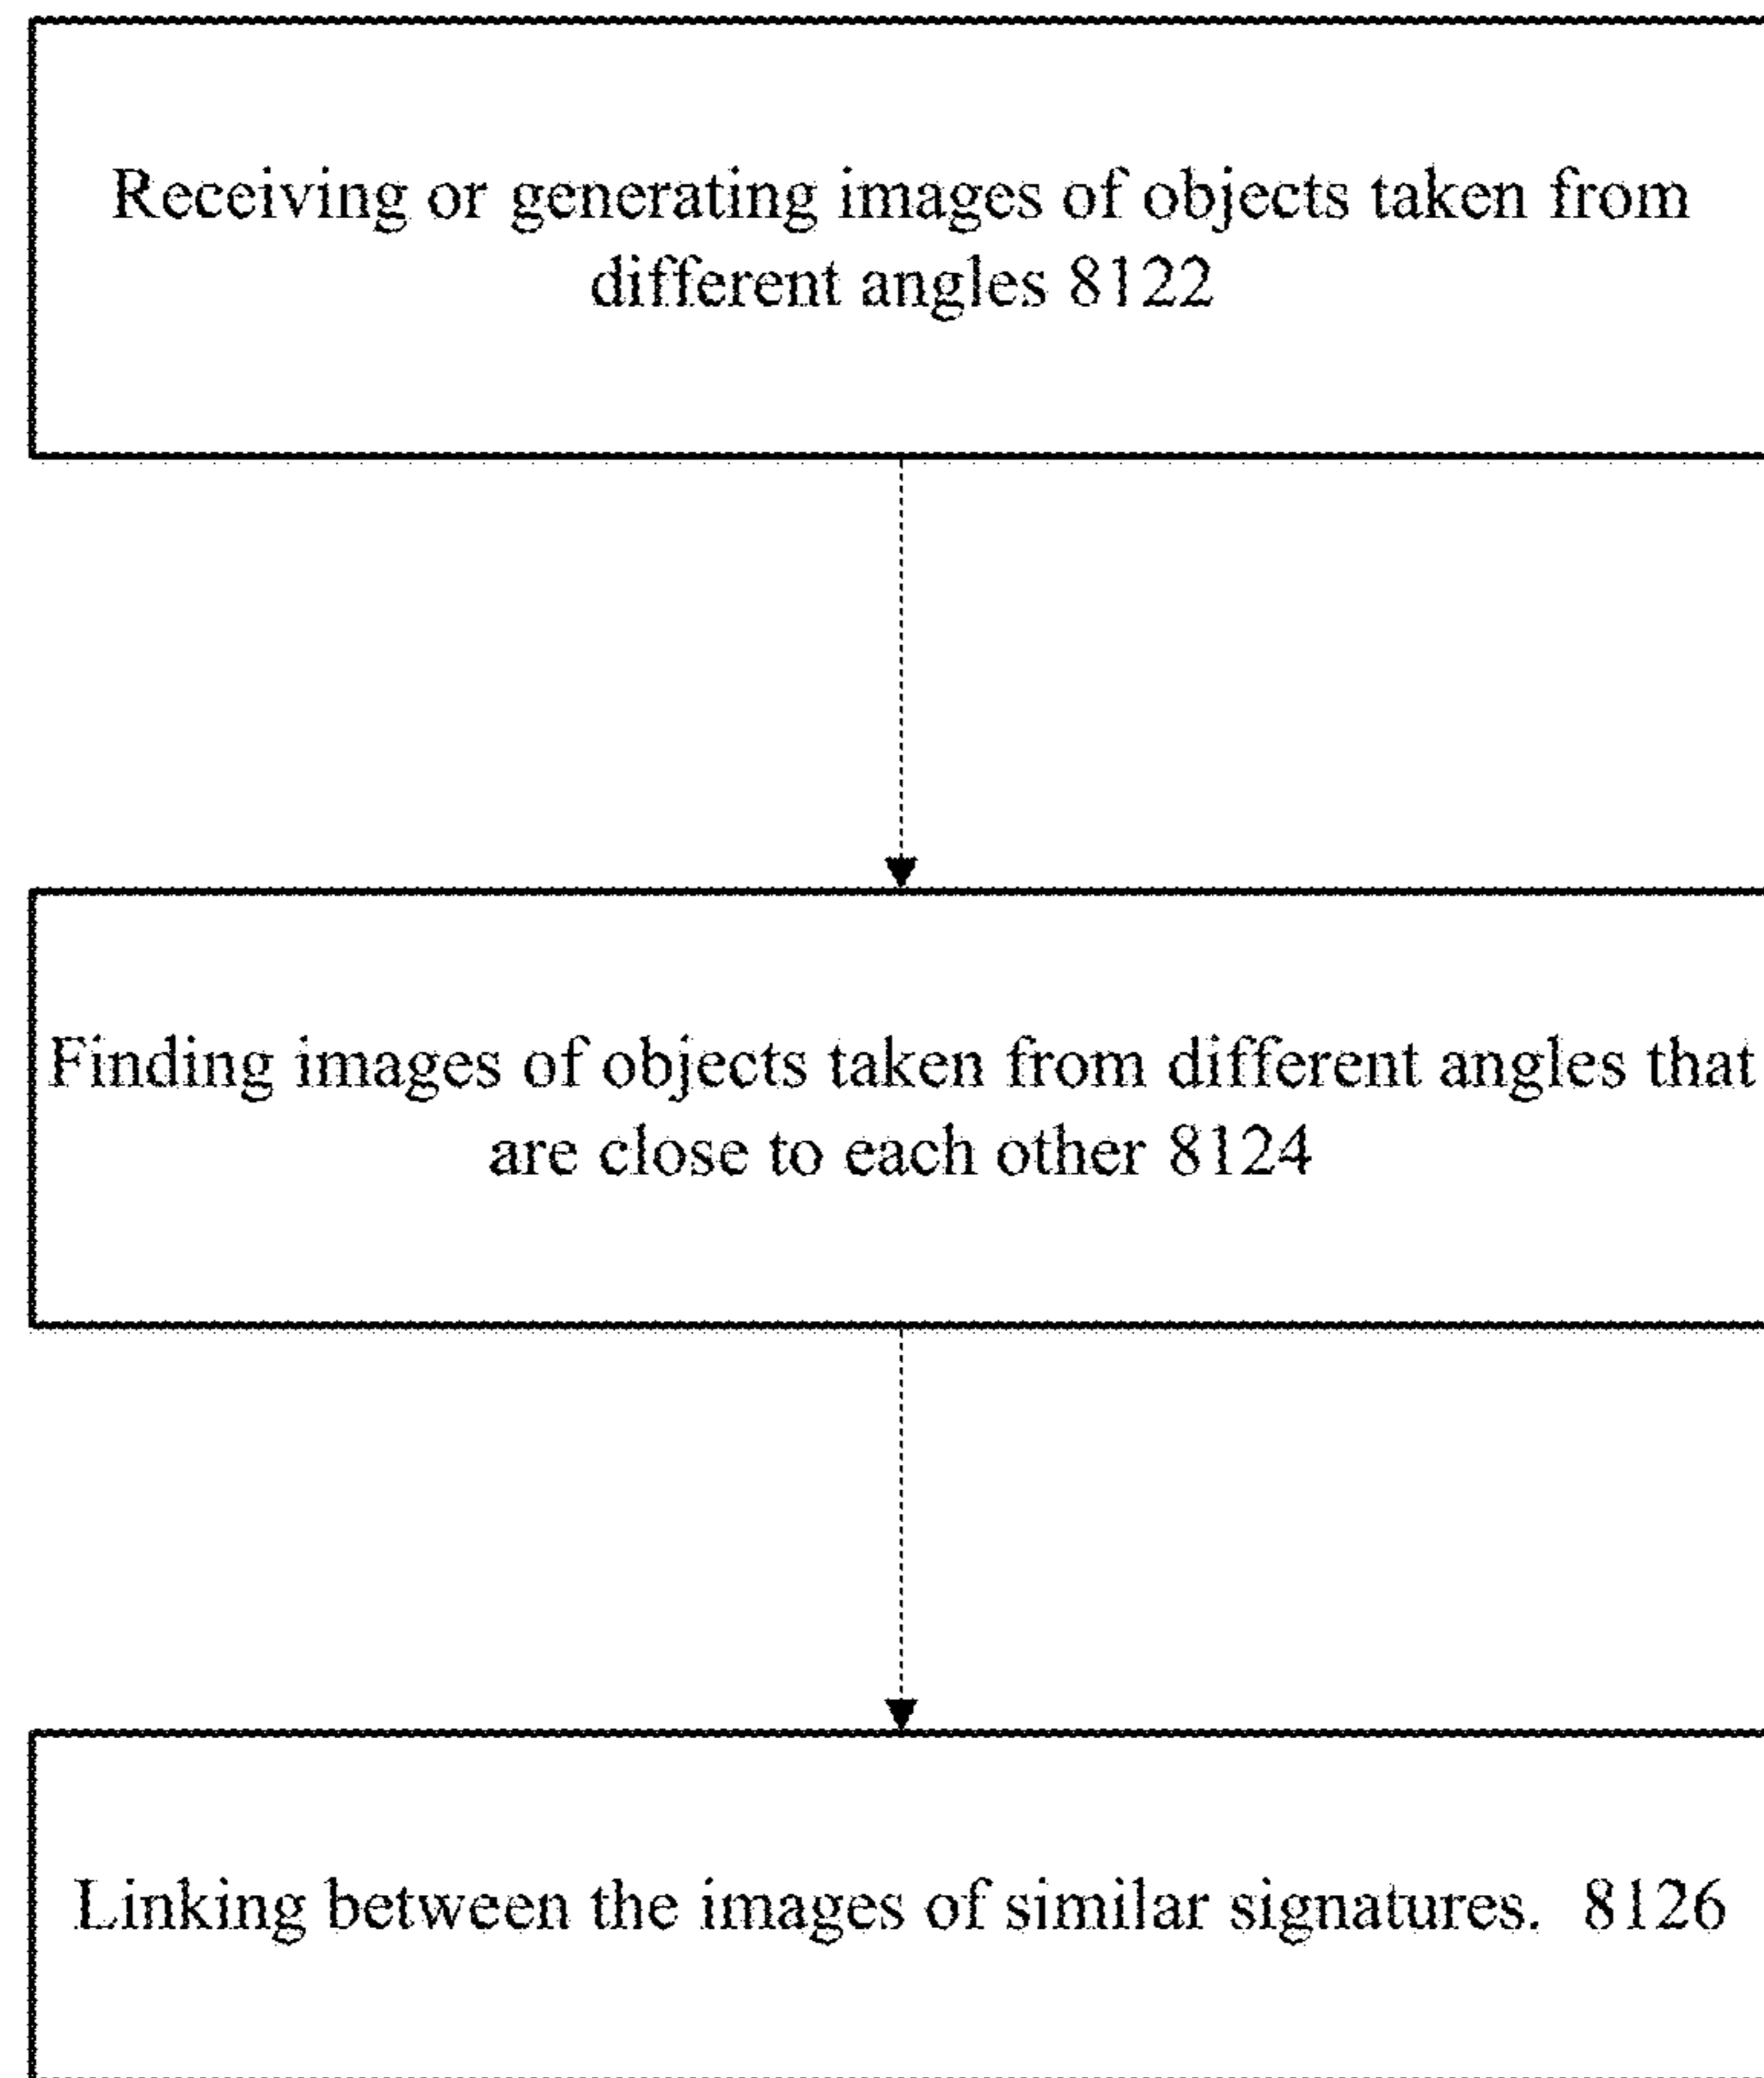 Receiving or generating images of objects taken from
different angles 8122
Finding images of objects taken from different angles that
are close to each other 8124
Linking between the images of similar signatures.  8126